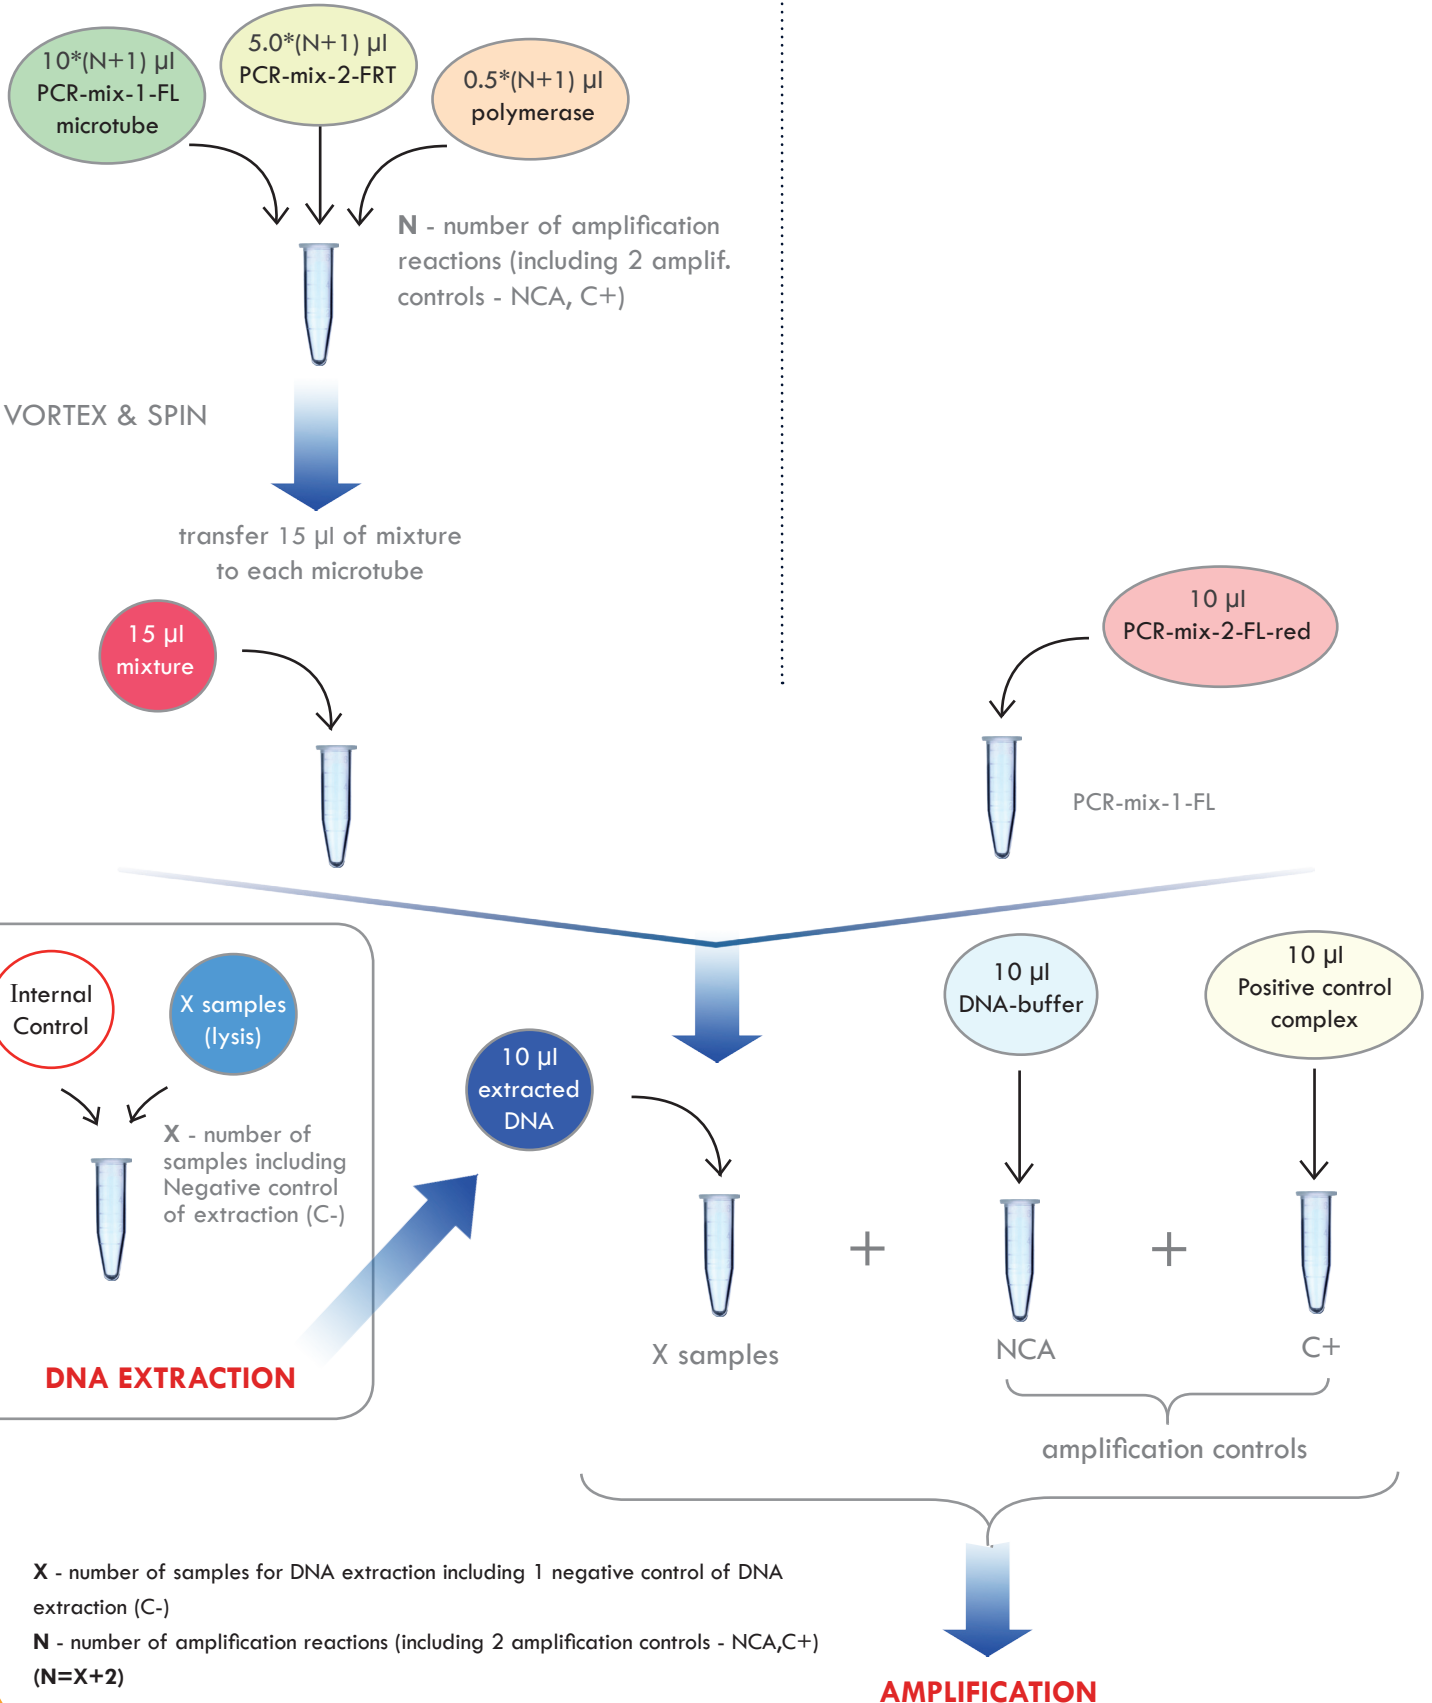 10*(N+1) µl
PCR-mix-1-FL
microtube
5.0*(N+1) µl
PCR-mix-2-FRT
0.5*(N+1) µl
polymerase
N - number of amplification
reactions (including 2 amplif.
controls - NCA, C+)
VORTEX & SPIN
transfer 15 µl of mixture
to each microtube
15 µl
mixture
10 µl
PCR-mix-2-FL-red
PCR-mix-1-FL
Internal
Control
X samples
(lysis)
X - number of
samples including
Negative control
of extraction (C-)
DNA EXTRACTION
10 µl
extracted
DNA
10 µl
DNA-buffer
10 µl
Positive control
complex
X samples
+
NCA
+
C+
amplification controls
X - number of samples for DNA extraction including 1 negative control of DNA
extraction (C-)
N - number of amplification reactions (including 2 amplification controls - NCA,C+)
(N=X+2)
AMPLIFICATION